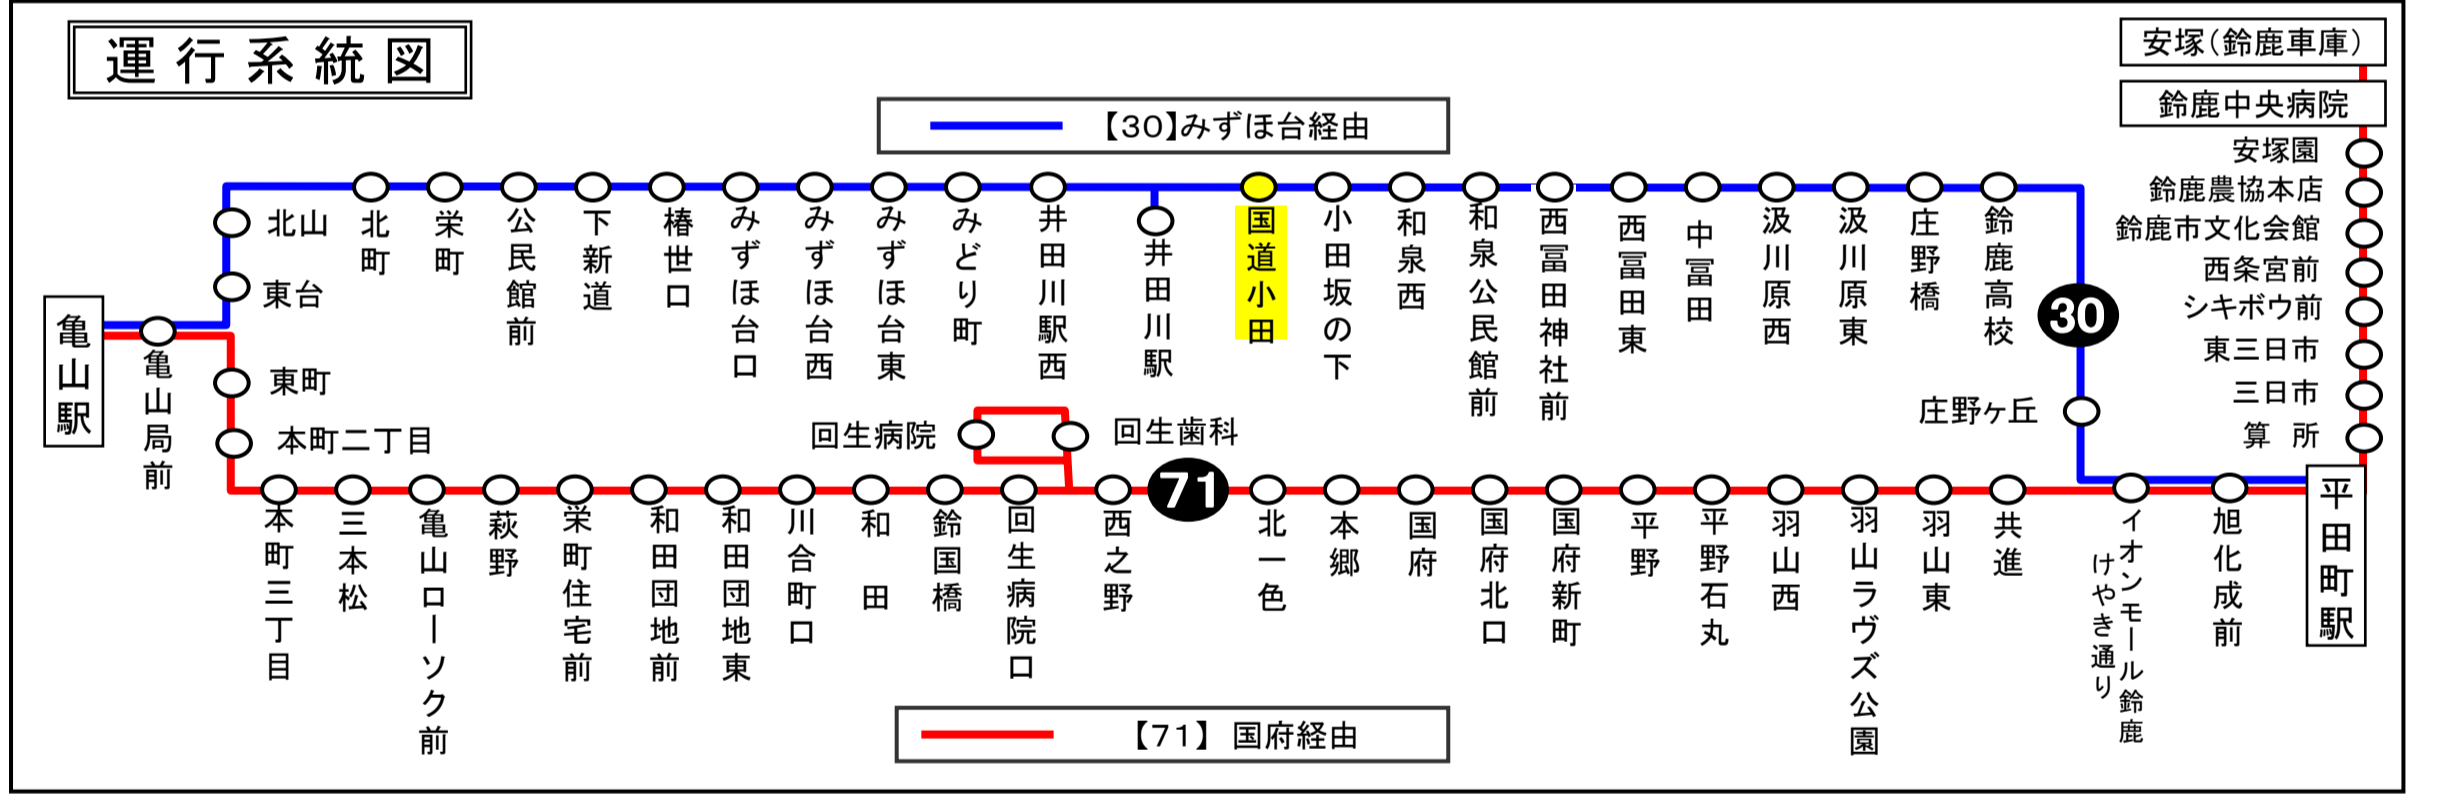 運行系統図
安塚（鈴鹿車庫）
鈴鹿中央病院
【30】みずほ台経由
安塚園
鈴鹿農協本店
鈴鹿市文化会館
西条宮前
シキボウ前
東三日市
三日市
算所
亀山駅
亀山局前
東台
北山
北町
栄町
公民館前
下新道
椿世口
みずほ台口
みずほ台西
みずほ台東
みどり町
井田川駅西
井田川駅
国道小田
小田坂の下
和泉西
和泉公民館前
西冨田神社前
西冨田東
中冨田
汲川原西
汲川原東
庄野橋
鈴鹿高校
30
庄野ヶ丘
東町
本町二丁目
回生病院
回生歯科
71
本町三丁目
三本松
亀山ローソク前
萩野
栄町住宅前
和田団地前
和田団地東
川合町口
和田
鈴国橋
回生病院口
西之野
北一色
本郷
国府
国府北口
国府新町
平野
平野石丸
羽山西
羽山ラヴズ公園
羽山東
共進
イオンモール鈴鹿
けやき通り
旭化成前
平田町駅
【71】 国府経由